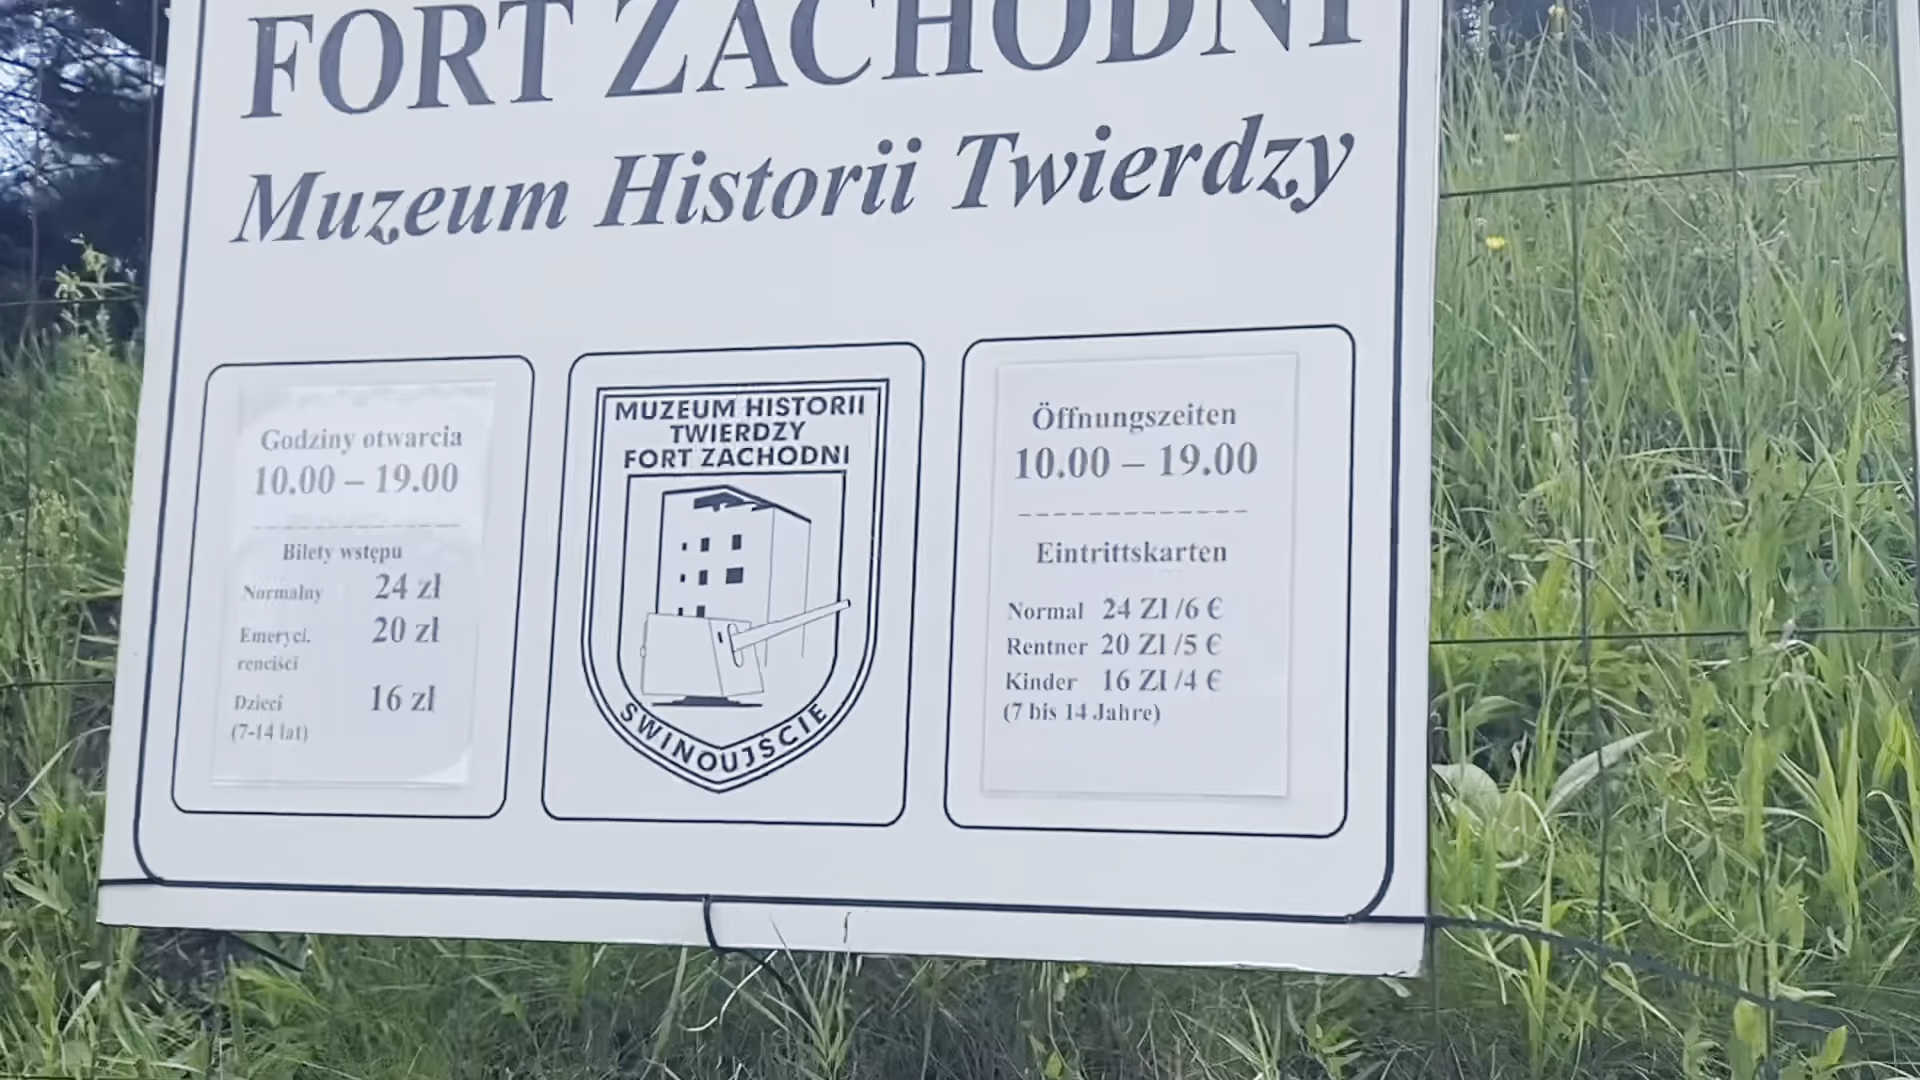 FORT ZACHODNI
Muzeum Historii Twierdzy
Godziny otwarcia
10.00 – 19.00
Bilety wstępu
Normalny 24 zł
Emeryci, 20 zł
renciści
Dzieci 16 zł
(7-14 lat)
MUZEUM HISTORII
TWIERDZY
FORT ZACHODNI
ŚWINOUJŚCIE
Öffnungszeiten
10.00 – 19.00
Eintrittskarten
Normal 24 Zl /6 €
Rentner 20 Zl /5 €
Kinder 16 Zl /4 €
(7 bis 14 Jahre)